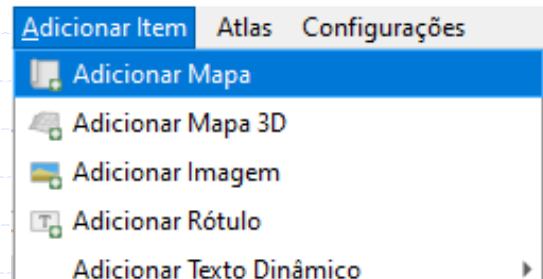 Adicionar Item Atlas Configurações
Adicionar Mapa
Adicionar Mapa 3D
Adicionar Imagem
Adicionar Rótulo
Adicionar Texto Dinâmico